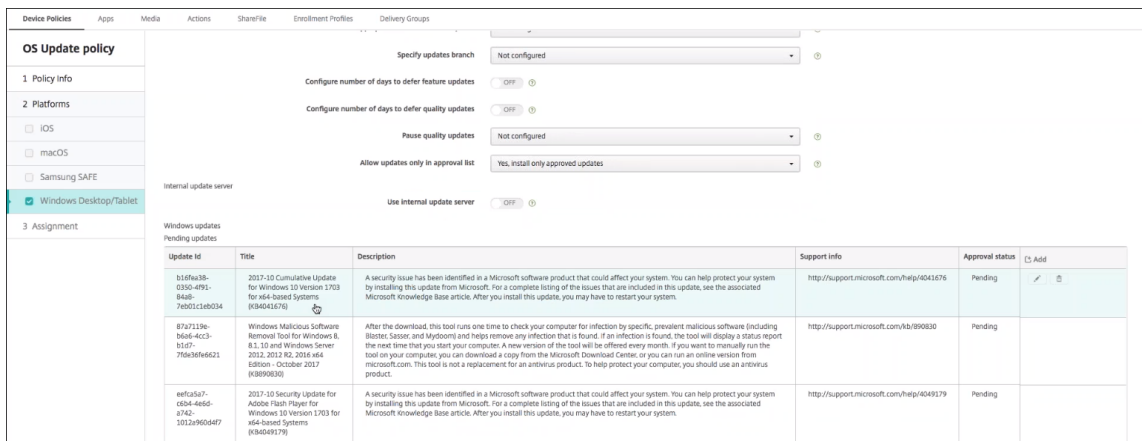 Device Policies Apps Media Actions ShareFile Enrollment Profiles Delivery Groups
OS Update policy
1 Policy Info
2 Platforms
iOS
macOS
Samsung SAFE
Windows Desktop/Tablet
3 Assignment
Specify updates branch Not configured
Configure number of days to defer feature updates OFF
Configure number of days to defer quality updates OFF
Pause quality updates Not configured
Allow updates only in approval list Yes, install only approved updates
Internal update server
Use internal update server OFF
Windows updates
Pending updates
Update Id Title Description Support info Approval status Add
b16fea38-
0350-4f91-
84a8-
7eb01c1eb034
2017-10 Cumulative Update
for Windows 10 Version 1703
for x64-based Systems
(KB4041676)
A security issue has been identified in a Microsoft software product that could affect your system. You can help protect your system
by installing this update from Microsoft. For a complete listing of the issues that are included in this update, see the associated
Microsoft Knowledge Base article. After you install this update, you may have to restart your system.
http://support.microsoft.com/help/4041676
Pending
87a7119e-
b6a6-4cc3-
b1d7-
7fde36fe6621
Windows Malicious Software
Removal Tool for Windows 8,
8.1, 10 and Windows Server
2012, 2012 R2, 2016 x64
Edition - October 2017
(KB890830)
After the download, this tool runs one time to check your computer for infection by specific, prevalent malicious software (including
Blaster, Sasser, and Mydoom) and helps remove any infection that is found. If an infection is found, the tool will display a status report
the next time that you start your computer. A new version of the tool will be offered every month. If you want to manually run the
tool on your computer, you can download a copy from the Microsoft Download Center, or you can run an online version from
microsoft.com. This tool is not a replacement for an antivirus product. To help protect your computer, you should use an antivirus
product.
http://support.microsoft.com/kb/890830
Pending
eefca5a7-
c6b4-4e6d-
a742-
1012a960d4f7
2017-10 Security Update for
Adobe Flash Player for
Windows 10 Version 1703 for
x64-based Systems
(KB4049179)
A security issue has been identified in a Microsoft software product that could affect your system. You can help protect your system
by installing this update from Microsoft. For a complete listing of the issues that are included in this update, see the associated
Microsoft Knowledge Base article. After you install this update, you may have to restart your system.
http://support.microsoft.com/help/4049179
Pending